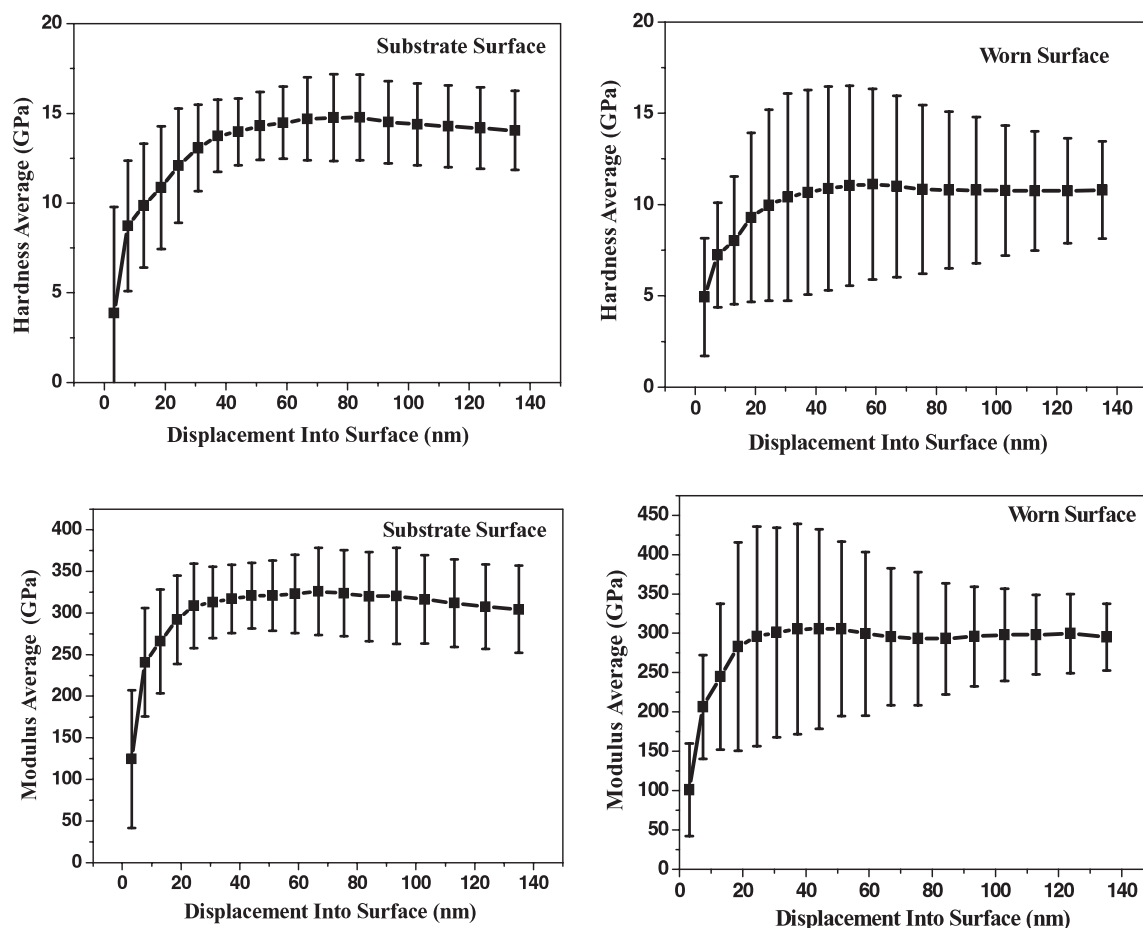 Substrate Surface
Hardness Average (GPa)
20
15
10
5
0
0 20 40 60 80 100 120 140
Displacement Into Surface (nm)
Worn Surface
Hardness Average (GPa)
20
15
10
5
0
0 20 40 60 80 100 120 140
Displacement Into Surface (nm)
Substrate Surface
Modulus Average (GPa)
400
350
300
250
200
150
100
50
0
0 20 40 60 80 100 120 140
Displacement Into Surface (nm)
Worn Surface
Modulus Average (GPa)
450
400
350
300
250
200
150
100
50
0
0 20 40 60 80 100 120 140
Displacement Into Surface (nm)